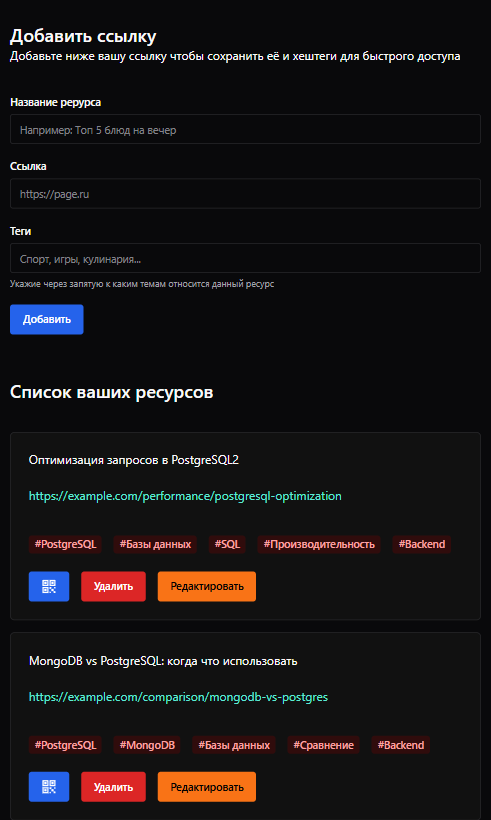 Добавить ссылку
Добавьте ниже вашу ссылку чтобы сохранить её и хештеги для быстрого доступа
Название рерурса
Например: Топ 5 блюд на вечер
Ссылка
https://page.ru
Теги
Спорт, игры, кулинария...
Укажие через запятую к каким темам относится данный ресурс
Добавить
Список ваших ресурсов
Оптимизация запросов в PostgreSQL2
https://example.com/performance/postgresql-optimization
#PostgreSQL #Базы данных #SQL #Производительность #Backend
Удалить Редактировать
MongoDB vs PostgreSQL: когда что использовать
https://example.com/comparison/mongodb-vs-postgres
#PostgreSQL #MongoDB #Базы данных #Сравнение #Backend
Удалить Редактировать